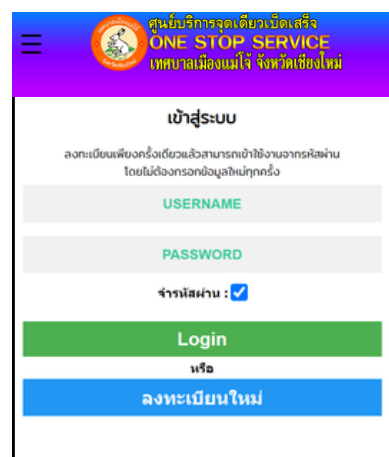 ศูนย์บริการจุดเดียวเบ็ดเสร็จ
ONE STOP SERVICE
เทศบาลเมืองแม่โจ้ จังหวัดเชียงใหม่
เข้าสู่ระบบ
ลงทะเบียนเพียงครั้งเดียวแล้วสามารถเข้าใช้งานจากรหัสผ่าน
โดยไม่ต้องกรอกข้อมูลใหม่ทุกครั้ง
USERNAME
PASSWORD
จำรหัสผ่าน :
Login
หรือ
ลงทะเบียนใหม่